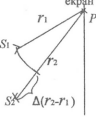 екран
P
r₁
S₁
r₂
S₂
Δ(r₂-r₁)